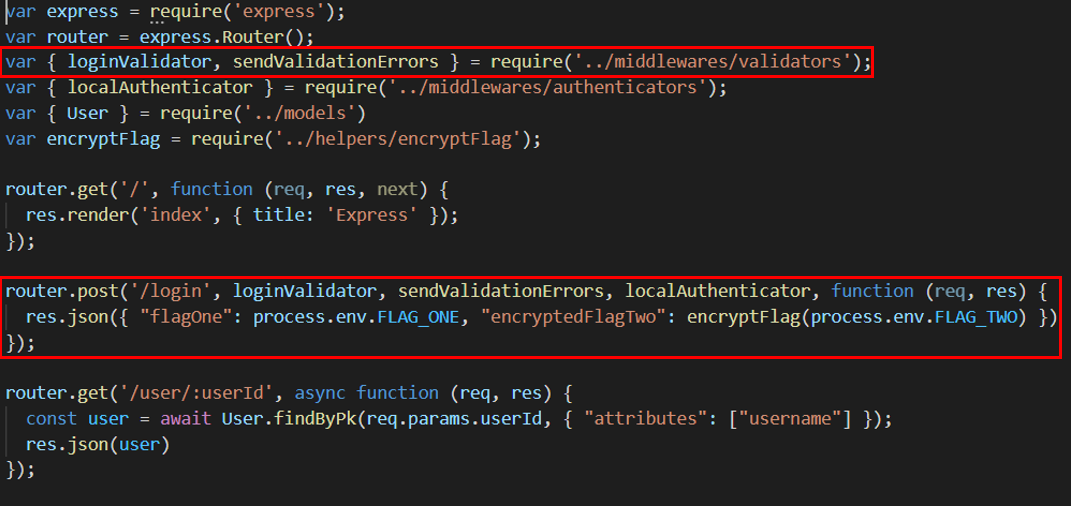 var express = require('express');
var router = express.Router();
var { loginValidator, sendValidationErrors } = require('../middlewares/validators');
var { localAuthenticator } = require('../middlewares/authenticators');
var { User } = require('../models')
var encryptFlag = require('../helpers/encryptFlag');
router.get('/', function (req, res, next) {
res.render('index', { title: 'Express' });
});
router.post('/login', loginValidator, sendValidationErrors, localAuthenticator, function (req, res) {
res.json({ "flagOne": process.env.FLAG_ONE, "encryptedFlagTwo": encryptFlag(process.env.FLAG_TWO) })
});
router.get('/user/:userId', async function (req, res) {
const user = await User.findByPk(req.params.userId, { "attributes": ["username"] });
res.json(user)
});